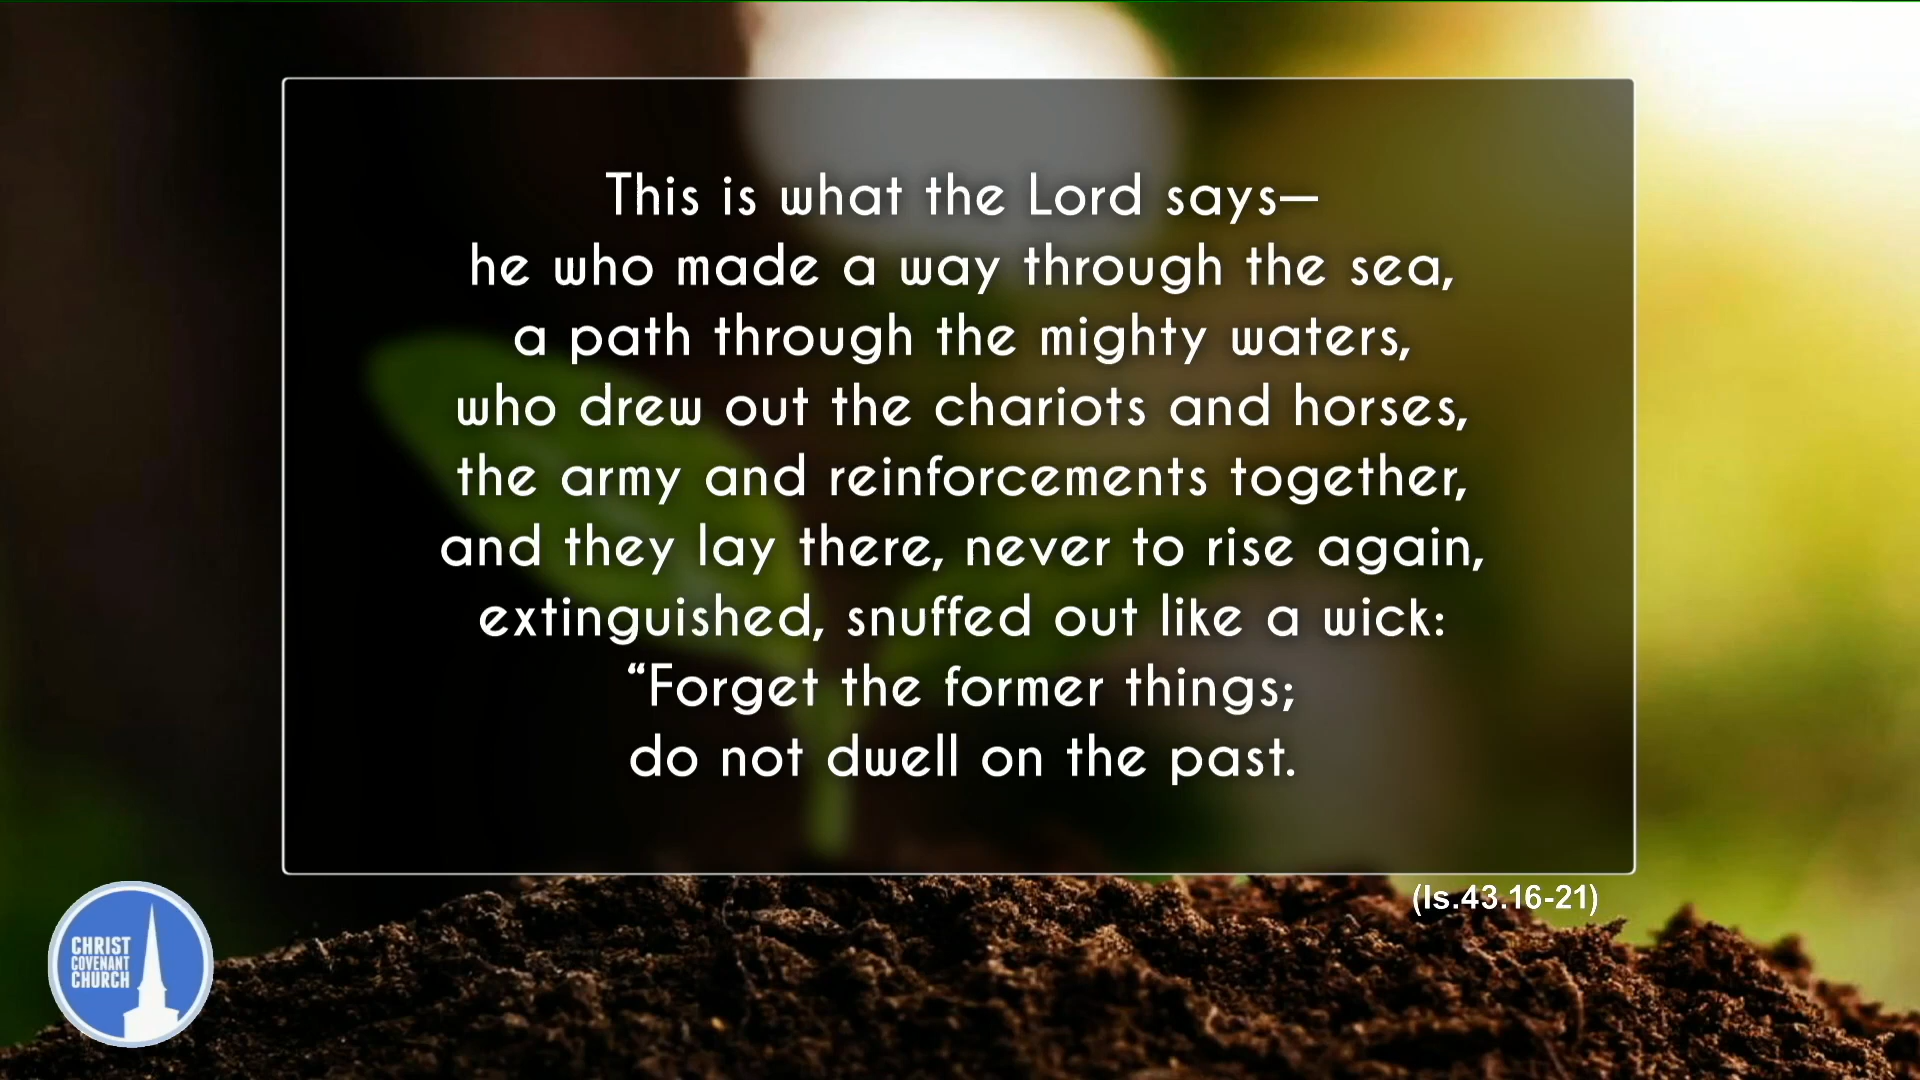 This is what the Lord says—
he who made a way through the sea,
a path through the mighty waters,
who drew out the chariots and horses,
the army and reinforcements together,
and they lay there, never to rise again,
extinguished, snuffed out like a wick:
“Forget the former things;
do not dwell on the past.
(Is.43.16-21)
CHRIST
COVENANT
CHURCH